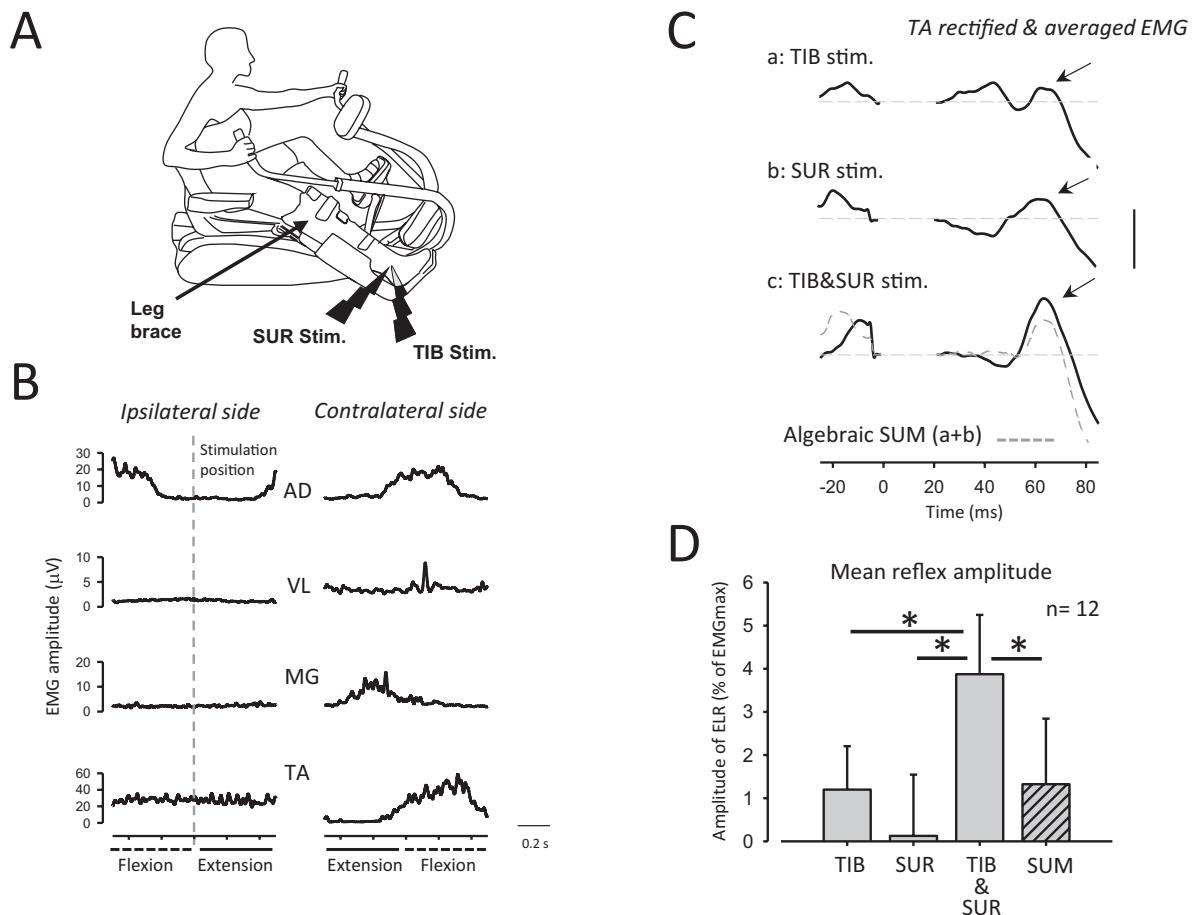 A
Leg
brace
SUR Stim.
TIB Stim.
B
Ipsilateral side
Contralateral side
Stimulation
position
EMG amplitude (µV)
30
20
10
0
AD
10
5
0
VL
20
10
0
MG
60
40
20
0
TA
Flexion
Extension
Extension
Flexion
0.2 s
C
TA rectified & averaged EMG
a: TIB stim.
b: SUR stim.
c: TIB&SUR stim.
Algebraic SUM (a+b)
-20 0 20 40 60 80
Time (ms)
D
Mean reflex amplitude
n= 12
Amplitude of ELR (% of EMGmax)
6
5
4
3
2
1
0
* * *
TIB
SUR
TIB
&
SUR
SUM